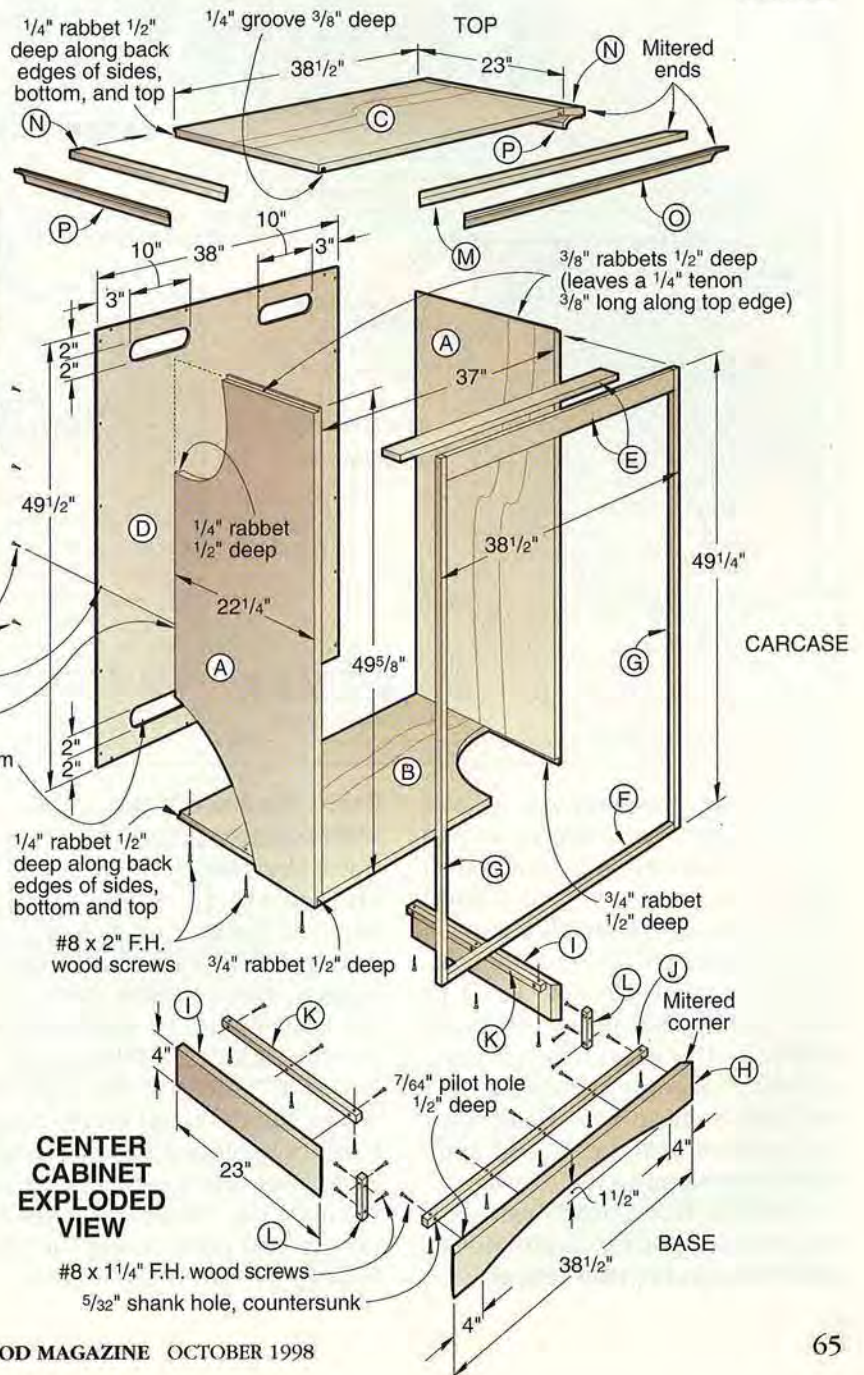 1/4" rabbet 1/2"
deep along back
edges of sides,
bottom, and top
1/4" groove 3/8" deep
TOP
38 1/2"
23"
N
Mitered
ends
C
P
N
P
M
O
10"
38"
10"
3"
3"
2"
2"
3/8" rabbets 1/2" deep
(leaves a 1/4" tenon
3/8" long along top edge)
A
37"
E
49 1/2"
D
1/4" rabbet
1/2" deep
22 1/4"
A
38 1/2"
49 1/4"
49 5/8"
G
CARCASE
2"
2"
m
B
F
G
1/4" rabbet 1/2"
deep along back
edges of sides,
bottom and top
#8 x 2" F.H.
wood screws
3/4" rabbet 1/2" deep
3/4" rabbet
1/2" deep
I
K
L
J
Mitered
corner
H
I
K
4"
7/64" pilot hole
1/2" deep
CENTER
CABINET
EXPLODED
VIEW
23"
L
4"
1 1/2"
BASE
38 1/2"
#8 x 1 1/4" F.H. wood screws
5/32" shank hole, countersunk
4"
OD MAGAZINE OCTOBER 1998
65